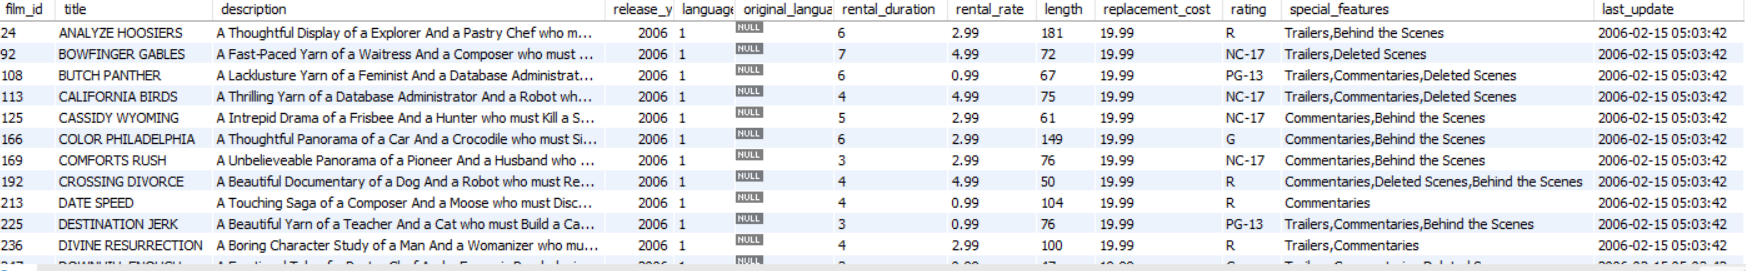 film_id title description release_y language original_langua rental_duration rental_rate length replacement_cost rating special_features last_update
24 ANALYZE HOOSIERS A Thoughtful Display of a Explorer And a Pastry Chef who m... 2006 1 NULL 6 2.99 181 19.99 R Trailers,Behind the Scenes 2006-02-15 05:03:42
92 BOWFINGER GABLES A Fast-Paced Yarn of a Waitress And a Composer who must ... 2006 1 NULL 7 4.99 72 19.99 NC-17 Trailers,Deleted Scenes 2006-02-15 05:03:42
108 BUTCH PANTHER A Lacklusture Yarn of a Feminist And a Database Administrat... 2006 1 NULL 6 0.99 67 19.99 PG-13 Trailers,Commentaries,Deleted Scenes 2006-02-15 05:03:42
113 CALIFORNIA BIRDS A Thrilling Yarn of a Database Administrator And a Robot wh... 2006 1 NULL 4 4.99 75 19.99 NC-17 Trailers,Commentaries,Deleted Scenes 2006-02-15 05:03:42
125 CASSIDY WYOMING A Intrepid Drama of a Frisbee And a Hunter who must Kill a S... 2006 1 NULL 5 2.99 61 19.99 NC-17 Commentaries,Behind the Scenes 2006-02-15 05:03:42
166 COLOR PHILADELPHIA A Thoughtful Panorama of a Car And a Crocodile who must Si... 2006 1 NULL 6 2.99 149 19.99 G Commentaries,Behind the Scenes 2006-02-15 05:03:42
169 COMFORTS RUSH A Unbelieveable Panorama of a Pioneer And a Husband who ... 2006 1 NULL 3 2.99 76 19.99 NC-17 Commentaries,Behind the Scenes 2006-02-15 05:03:42
192 CROSSING DIVORCE A Beautiful Documentary of a Dog And a Robot who must Re... 2006 1 NULL 4 4.99 50 19.99 R Commentaries,Deleted Scenes,Behind the Scenes 2006-02-15 05:03:42
213 DATE SPEED A Touching Saga of a Composer And a Moose who must Disc... 2006 1 NULL 4 0.99 104 19.99 R Commentaries 2006-02-15 05:03:42
225 DESTINATION JERK A Beautiful Yarn of a Teacher And a Cat who must Build a Ca... 2006 1 NULL 3 0.99 76 19.99 PG-13 Trailers,Commentaries,Behind the Scenes 2006-02-15 05:03:42
236 DIVINE RESURRECTION A Boring Character Study of a Man And a Womanizer who mu... 2006 1 NULL 4 2.99 100 19.99 R Trailers,Commentaries 2006-02-15 05:03:42